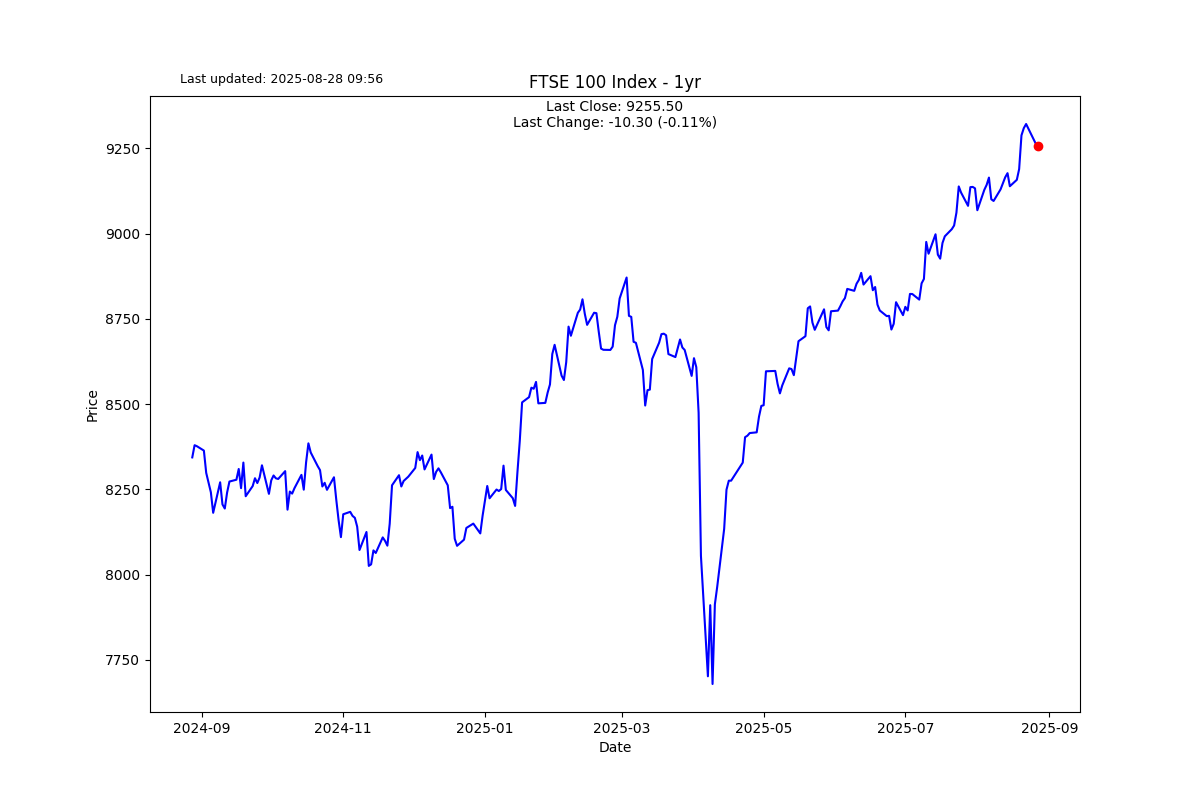 Last updated: 2025-08-28 09:56
FTSE 100 Index - 1yr
Last Close: 9255.50
Last Change: -10.30 (-0.11%)
Price
9250
9000
8750
8500
8250
8000
7750
2024-09 2024-11 2025-01 2025-03 2025-05 2025-07 2025-09
Date